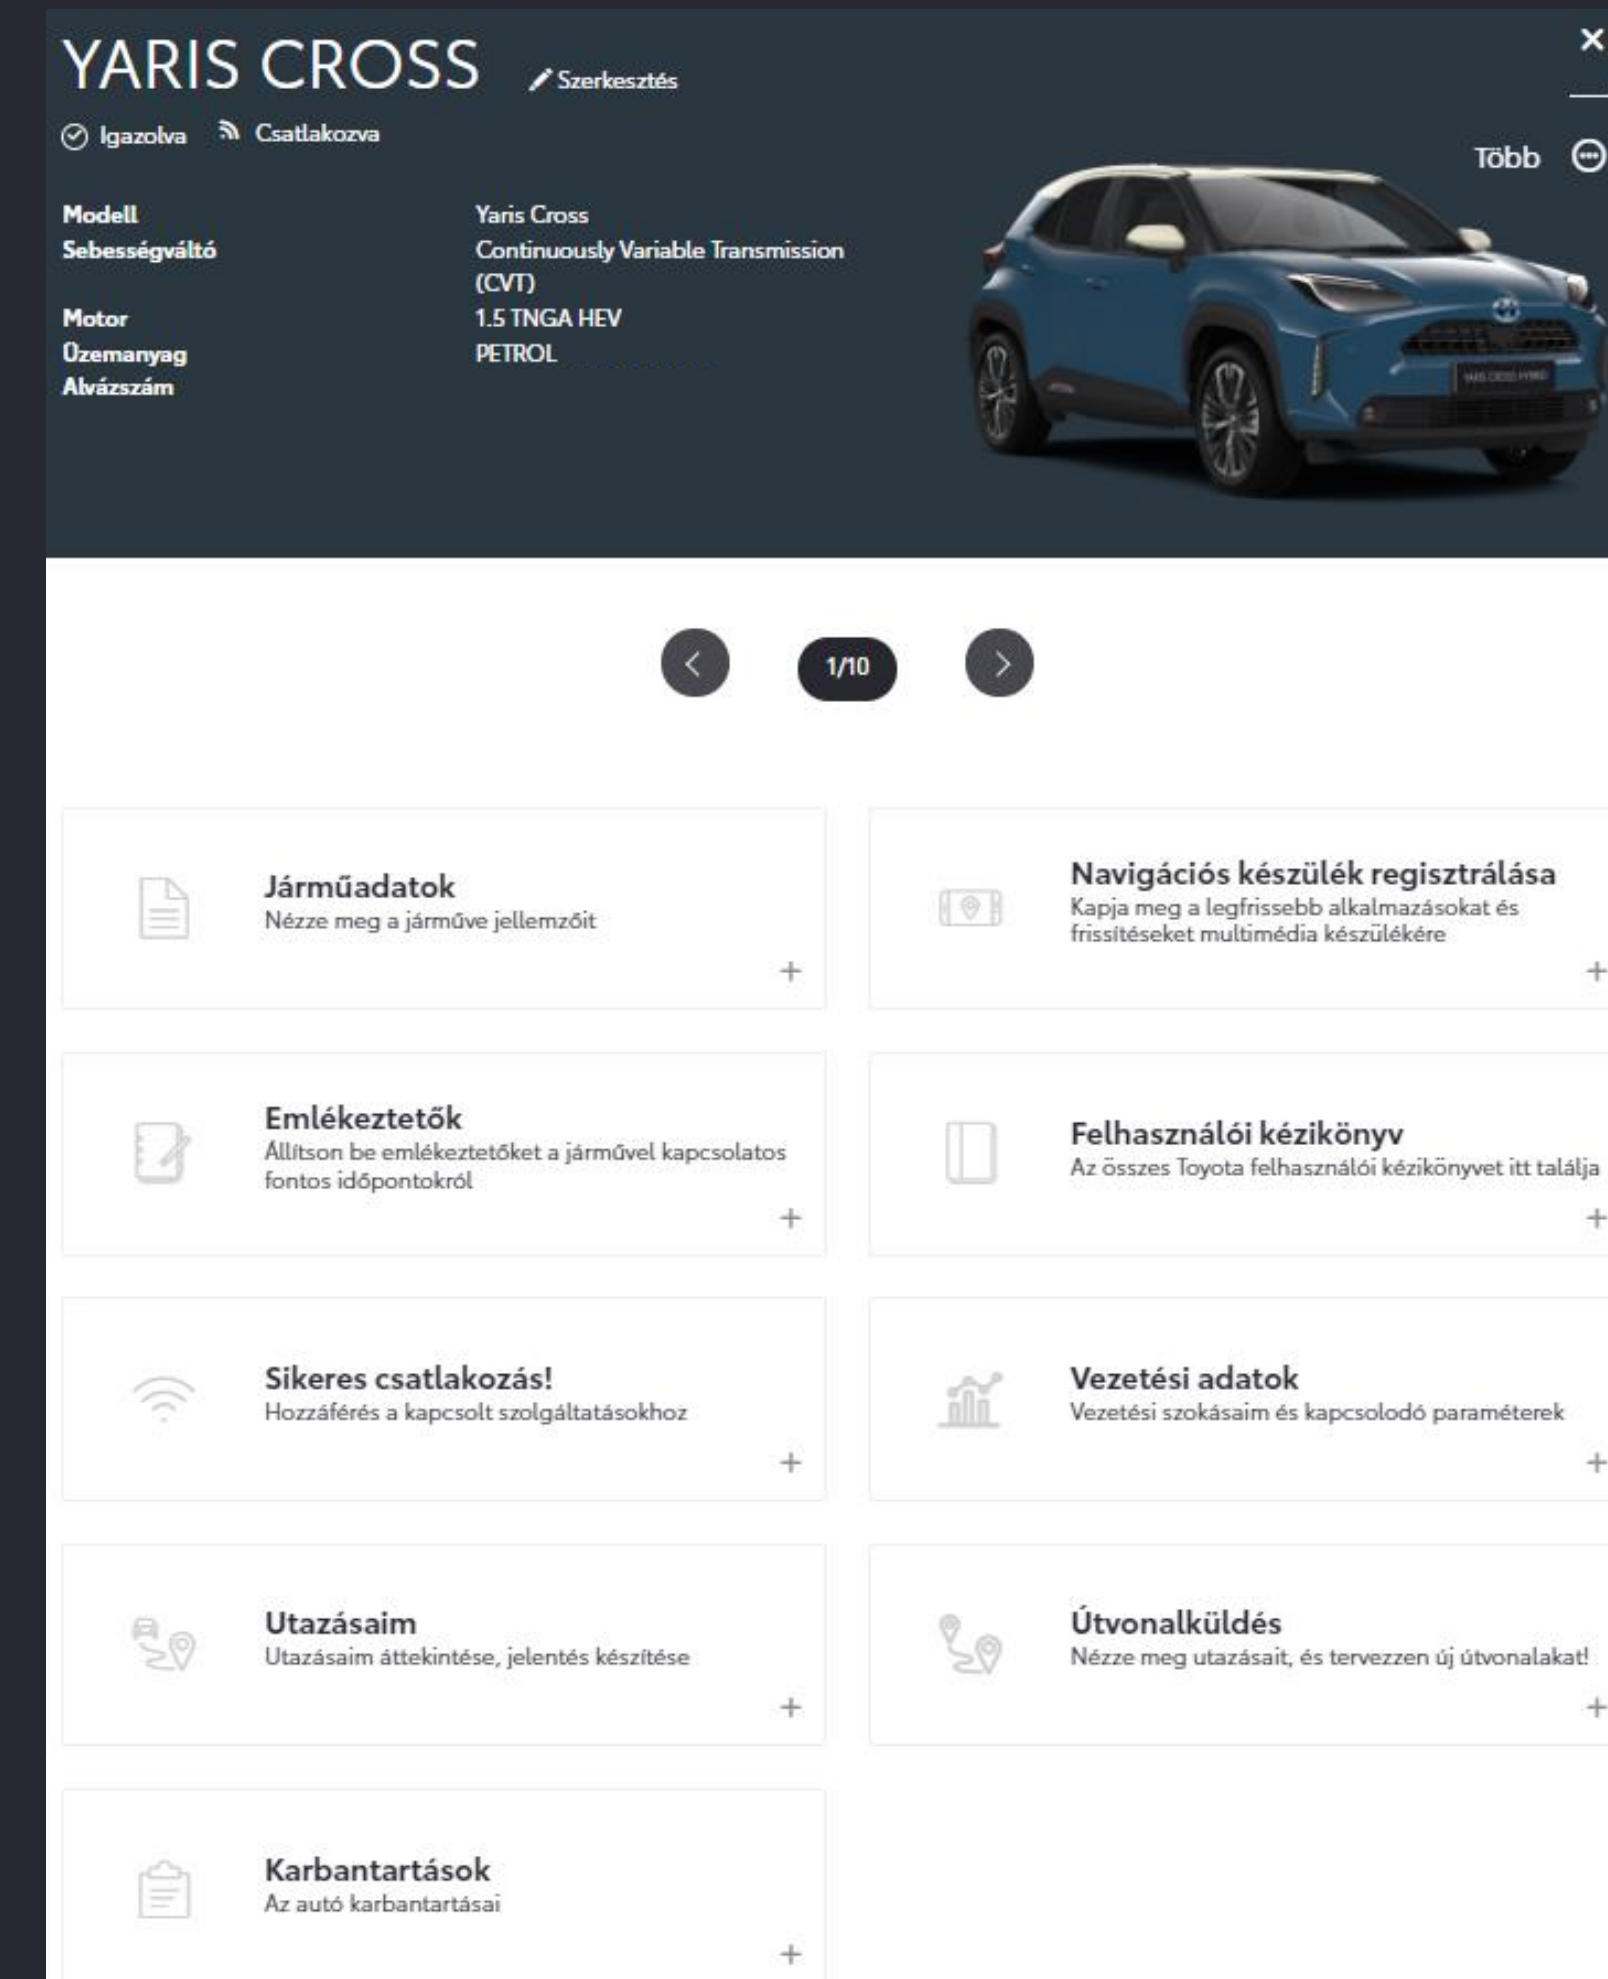 YARIS CROSS
Szerkesztés
Igazolva
Csatlakozva
Több
Modell
Yaris Cross
Sebességváltó
Continuously Variable Transmission
(CVT)
Motor
1.5 TNGA HEV
Üzemanyag
PETROL
Alvázszám
YARIS CROSS HYBRID
1/10
Járműadatok
Nézze meg a járműve jellemzőit
Navigációs készülék regisztrálása
Kapja meg a legfrissebb alkalmazásokat és
frissítéseket multimédia készülékére
Emlékeztetők
Állítson be emlékeztetőket a járművel kapcsolatos
fontos időpontokról
Felhasználói kézikönyv
Az összes Toyota felhasználói kézikönyvet itt találja
Sikeres csatlakozás!
Hozzáférés a kapcsolt szolgáltatásokhoz
Vezetési adatok
Vezetési szokásaim és kapcsolodó paraméterek
Utazásaim
Utazásaim áttekintése, jelentés készítése
Útvonalküldés
Nézze meg utazásait, és tervezzen új útvonalakat!
Karbantartások
Az autó karbantartásai